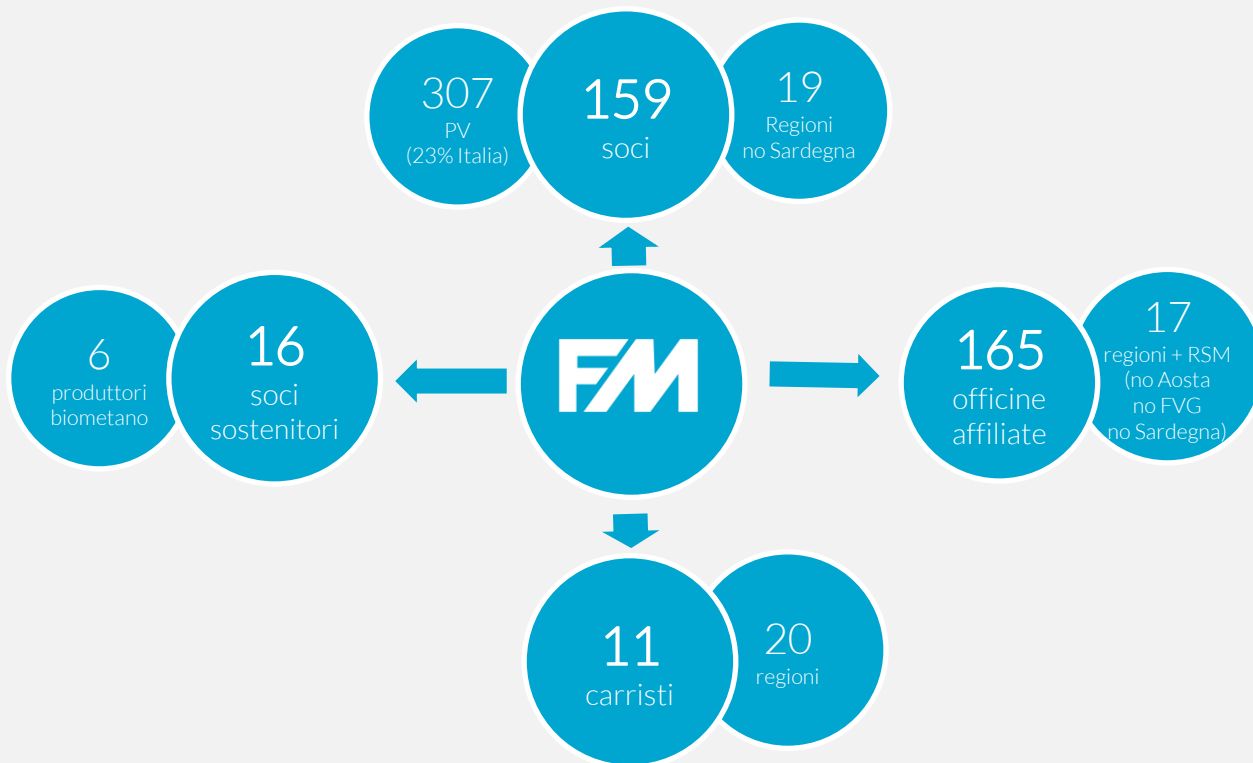 307
PV
(23% Italia)
159
soci
19
Regioni
no Sardegna
6
produttori
biometano
16
soci
sostenitori
FM
165
officine
affiliate
17
regioni + RSM
(no Aosta
no FVG
no Sardegna)
11
carristi
20
regioni